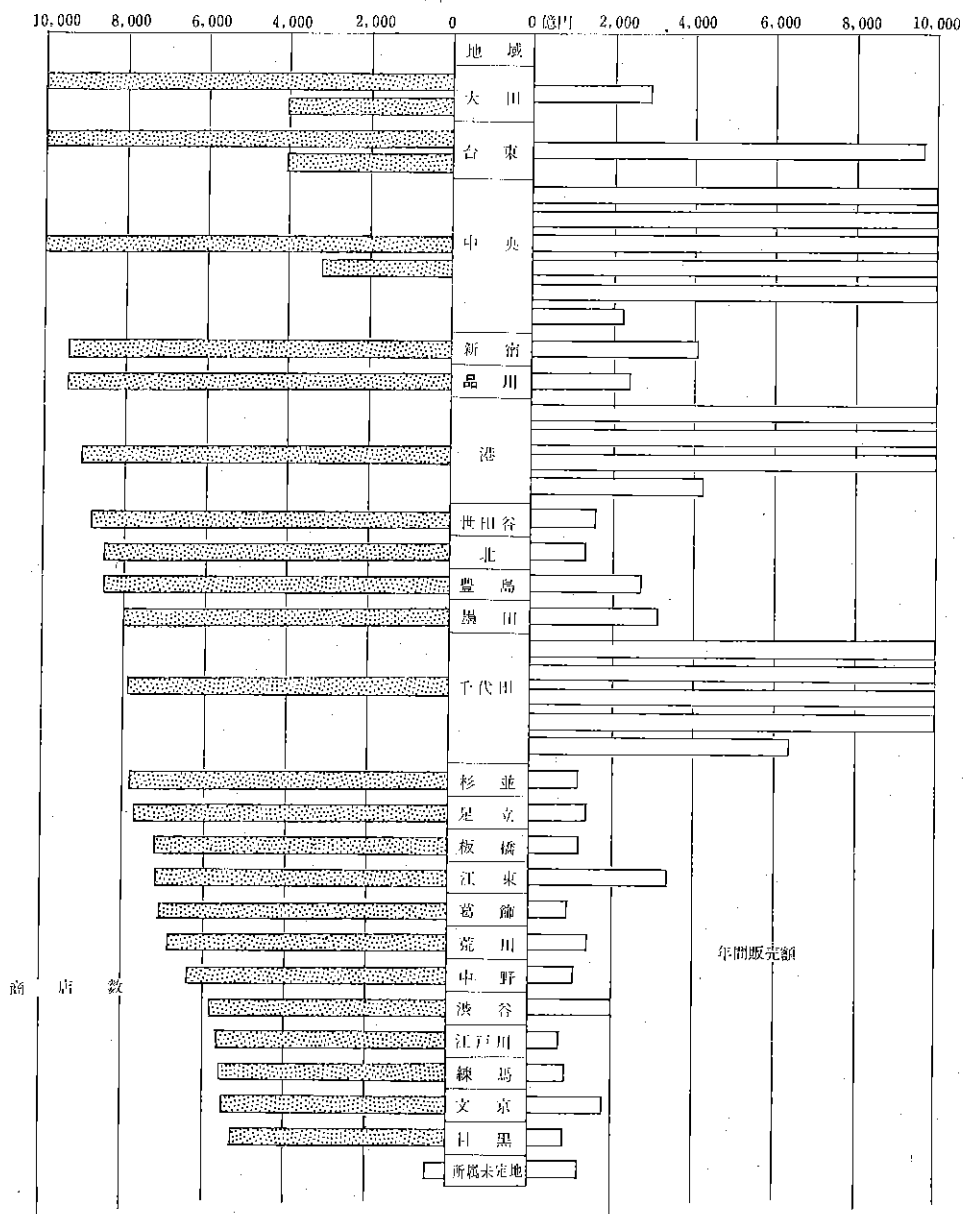 10,000 8,000 6,000 4,000 2,000 0 0 億円 2,000 4,000 6,000 8,000 10,000
地域
大田
台東
中央
新宿
品川
港
世田谷
北
豊島
墨田
千代田
杉並
足立
板橋
江東
葛飾
荒川
年間販売額
中野
商店数
渋谷
江戸川
練馬
文京
目黒
所属未定地